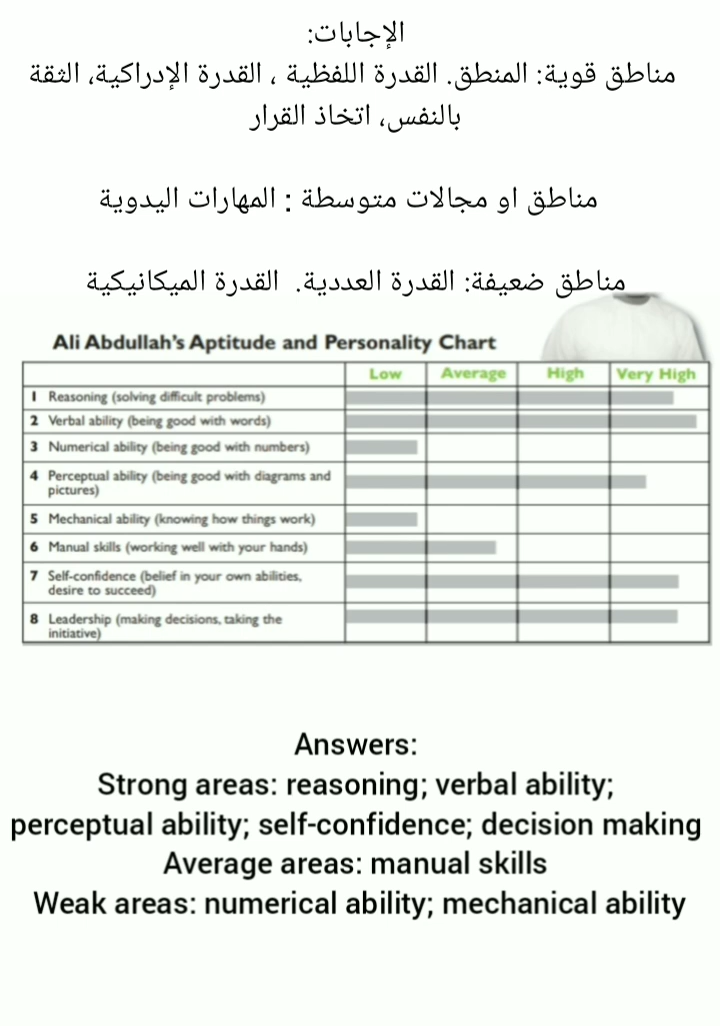 الإجابات:
مناطق قوية: المنطق. القدرة اللفظية ، القدرة الإدراكية، الثقة
بالنفس، اتخاذ القرار
مناطق او مجالات متوسطة : المهارات اليدوية
مناطق ضعيفة: القدرة العددية. القدرة الميكانيكية
Ali Abdullah's Aptitude and Personality Chart
Low Average High Very High
1 Reasoning (solving difficult problems)
2 Verbal ability (being good with words)
3 Numerical ability (being good with numbers)
4 Perceptual ability (being good with diagrams and
pictures)
5 Mechanical ability (knowing how things work)
6 Manual skills (working well with your hands)
7 Self-confidence (belief in your own abilities,
desire to succeed)
8 Leadership (making decisions, taking the
initiative)
Answers:
Strong areas: reasoning; verbal ability;
perceptual ability; self-confidence; decision making
Average areas: manual skills
Weak areas: numerical ability; mechanical ability